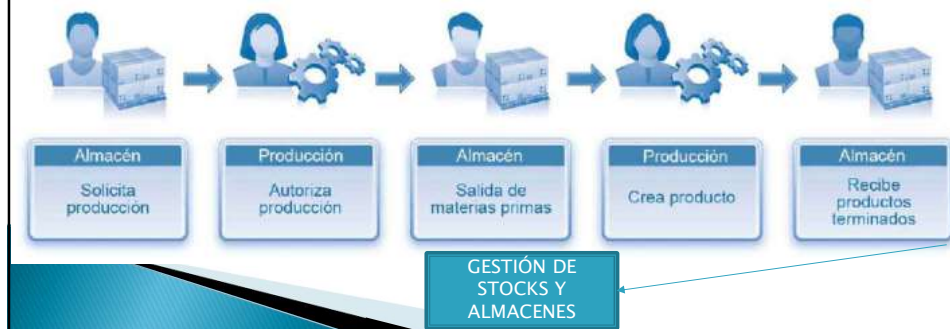 Almacén
Solicita
producción
Producción
Autoriza
producción
Almacén
Salida de
materias primas
Producción
Crea producto
Almacén
Recibe
productos
terminados
GESTIÓN DE
STOCKS Y
ALMACENES